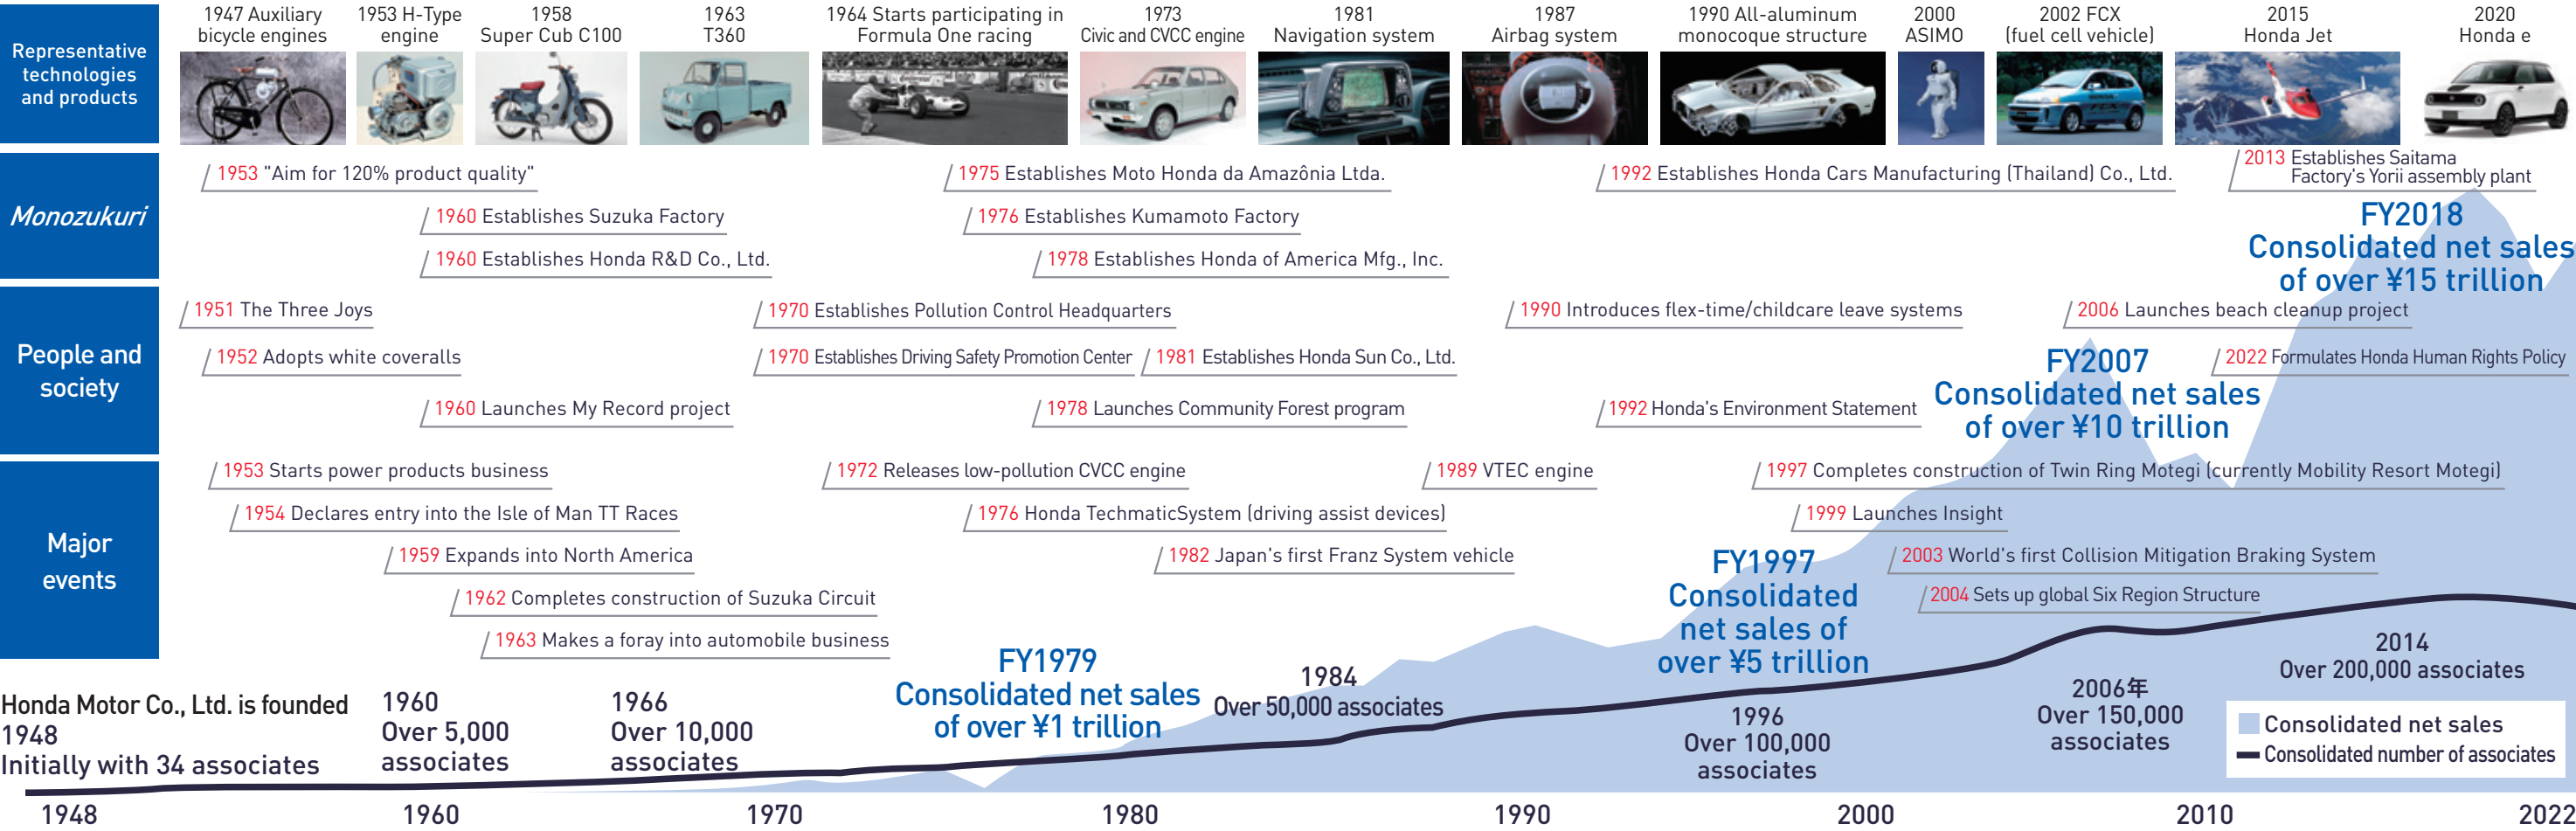 Representative
technologies
and products
1947 Auxiliary
bicycle engines
1953 H-Type
engine
1958
Super Cub C100
1963
T360
1964 Starts participating in
Formula One racing
1973
Civic and CVCC engine
1981
Navigation system
1987
Airbag system
1990 All-aluminum
monocoque structure
2000
ASIMO
2002 FCX
(fuel cell vehicle)
2015
Honda Jet
2020
Honda e
Monozukuri
1953 "Aim for 120% product quality"
1975 Establishes Moto Honda da Amazônia Ltda.
1992 Establishes Honda Cars Manufacturing (Thailand) Co., Ltd.
2013 Establishes Saitama
Factory's Yorii assembly plant
1960 Establishes Suzuka Factory
1976 Establishes Kumamoto Factory
1960 Establishes Honda R&D Co., Ltd.
1978 Establishes Honda of America Mfg., Inc.
FY2018
Consolidated net sales
of over ¥15 trillion
People and
society
1951 The Three Joys
1970 Establishes Pollution Control Headquarters
1990 Introduces flex-time/childcare leave systems
2006 Launches beach cleanup project
1952 Adopts white coveralls
1970 Establishes Driving Safety Promotion Center
1981 Establishes Honda Sun Co., Ltd.
2022 Formulates Honda Human Rights Policy
1960 Launches My Record project
1978 Launches Community Forest program
1992 Honda's Environment Statement
FY2007
Consolidated net sales
of over ¥10 trillion
Major
events
1953 Starts power products business
1972 Releases low-pollution CVCC engine
1989 VTEC engine
1997 Completes construction of Twin Ring Motegi (currently Mobility Resort Motegi)
1954 Declares entry into the Isle of Man TT Races
1976 Honda TechmaticSystem (driving assist devices)
1999 Launches Insight
1959 Expands into North America
1982 Japan's first Franz System vehicle
2003 World's first Collision Mitigation Braking System
1962 Completes construction of Suzuka Circuit
2004 Sets up global Six Region Structure
1963 Makes a foray into automobile business
FY1997
Consolidated
net sales of
over ¥5 trillion
FY1979
Consolidated net sales
of over ¥1 trillion
Honda Motor Co., Ltd. is founded
1948
Initially with 34 associates
1960
Over 5,000
associates
1966
Over 10,000
associates
1984
Over 50,000 associates
1996
Over 100,000
associates
2006年
Over 150,000
associates
2014
Over 200,000 associates
Consolidated net sales
Consolidated number of associates
1948
1960
1970
1980
1990
2000
2010
2022